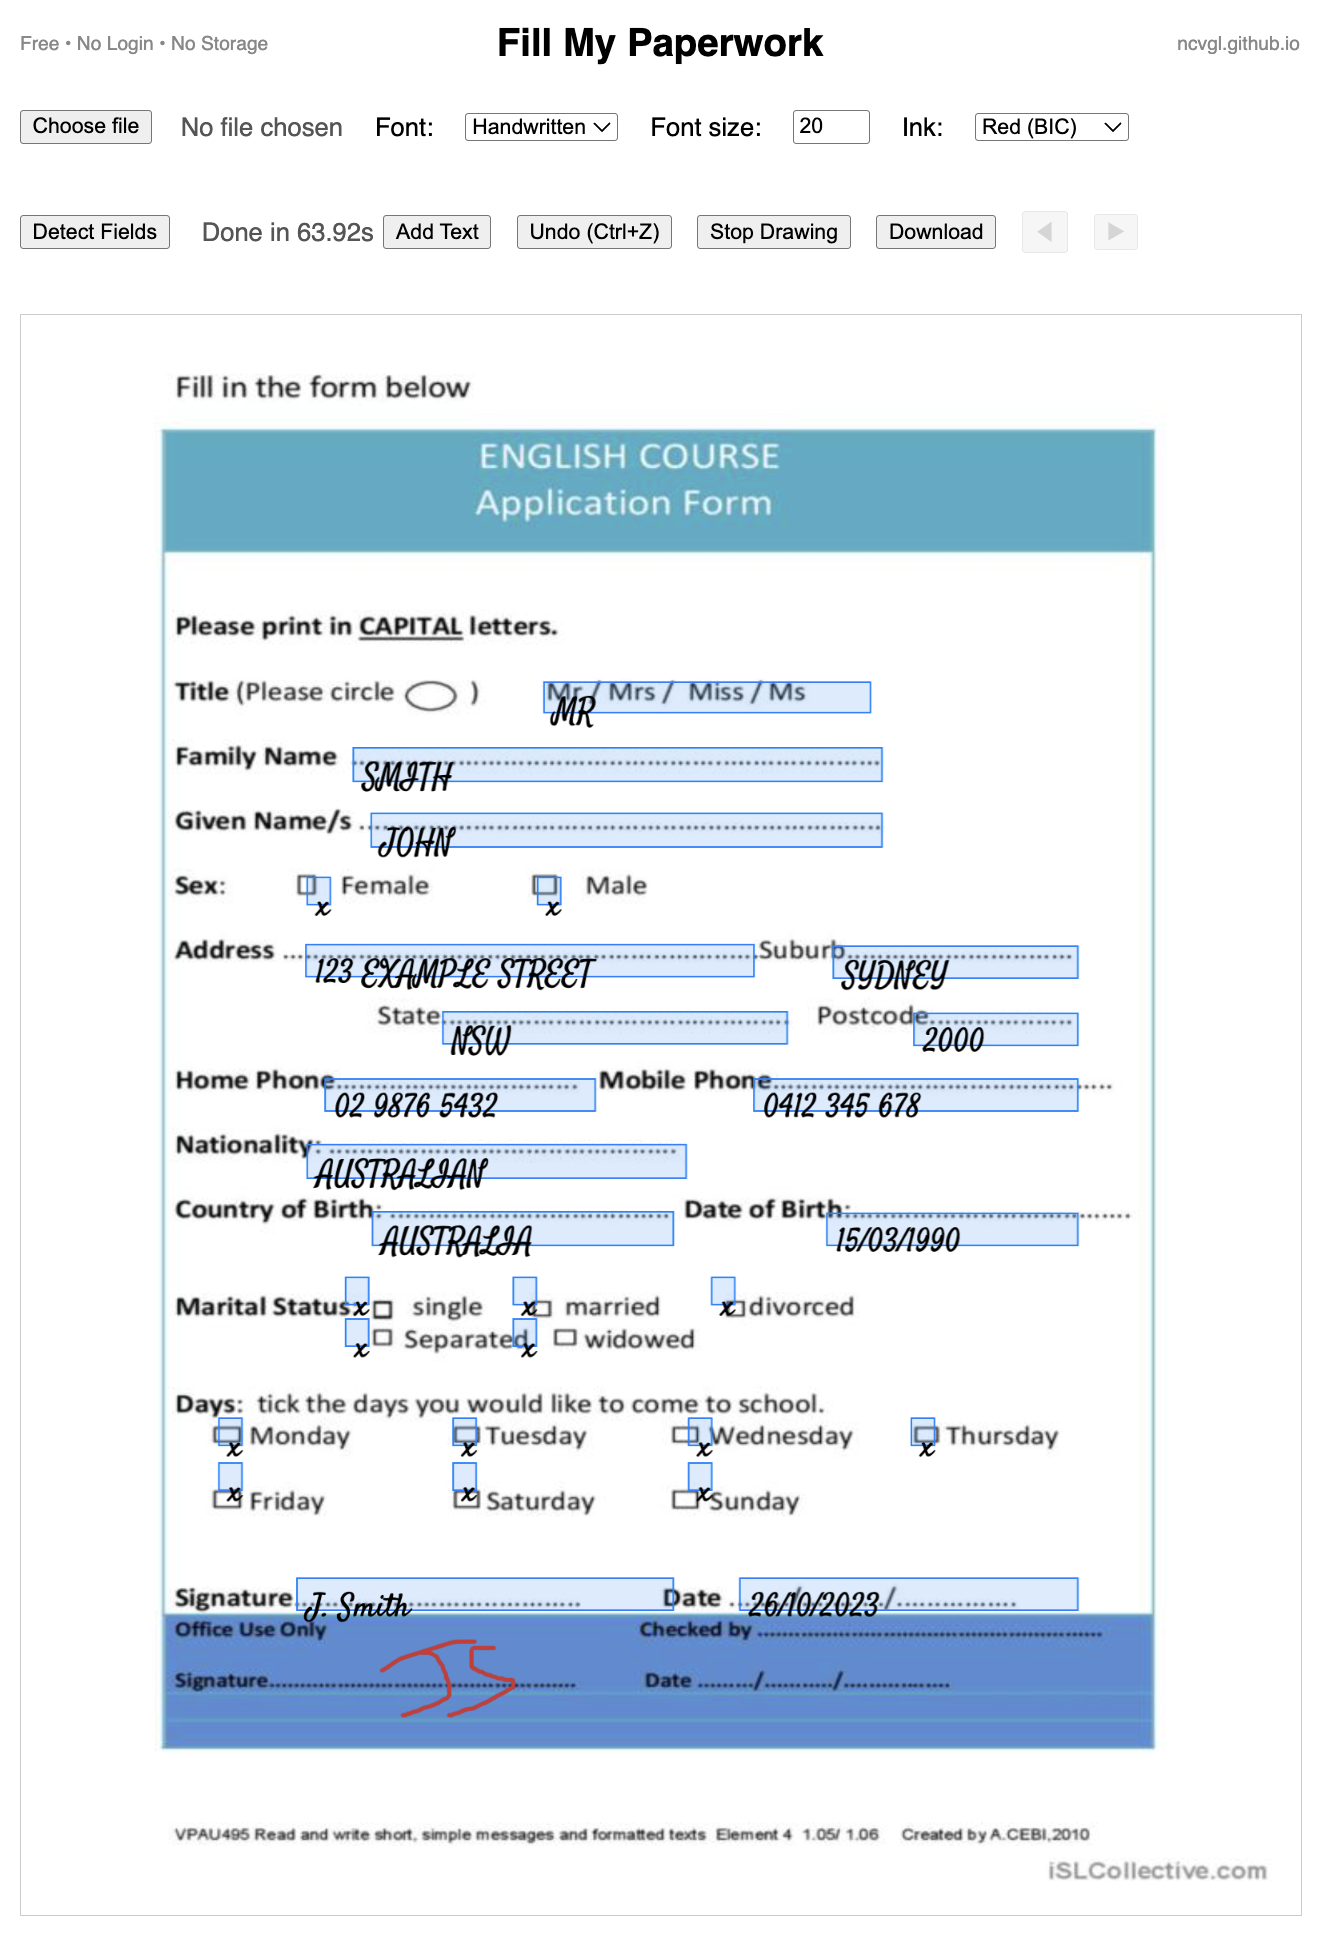 Free • No Login • No Storage
Fill My Paperwork
ncvgl.github.io
Choose file No file chosen Font: Handwritten Font size: 20 Ink: Red (BIC)
Detect Fields Done in 63.92s Add Text Undo (Ctrl+Z) Stop Drawing Download ◀ ▶
Fill in the form below
ENGLISH COURSE
Application Form
Please print in CAPITAL letters.
Title (Please circle ) Mr / Mrs / Miss / Ms
MR
Family Name ..........
SMITH
Given Name/s ..........
JOHN
Sex: Female Male
x x
Address .......... Suburb..........
123 EXAMPLE STREET SYDNEY
State.......... Postcode..........
NSW 2000
Home Phone.......... Mobile Phone..........
02 9876 5432 0412 345 678
Nationality: ..........
AUSTRALIAN
Country of Birth: .......... Date of Birth:..........
AUSTRALIA 15/03/1990
Marital Status x single x married x divorced
x Separated x widowed
Days: tick the days you would like to come to school.
x Monday x Tuesday x Wednesday x Thursday
x Friday x Saturday x Sunday
Signature.......... Date ...../...../..........
J. Smith 26/10/2023
Office Use Only Checked by ..........
Signature.......... Date ......../........../................
JS
VPAU495 Read and write short, simple messages and formatted texts Element 4 1.05/ 1.06 Created by A.CEBI,2010
iSLCollective.com